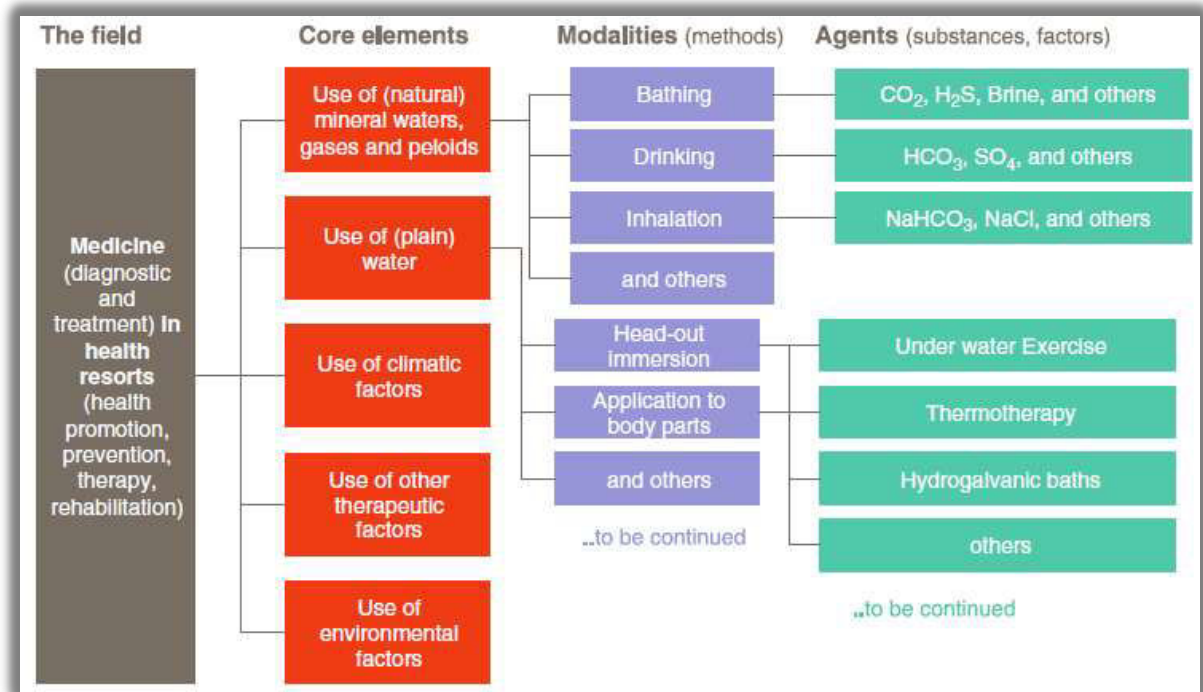 The field
Core elements
Modalities (methods)
Agents (substances, factors)
Medicine
(diagnostic
and
treatment) In
health
resorts
(health
promotion,
prevention,
therapy,
rehabilitation)
Use of (natural)
mineral waters,
gases and peloids
Use of (plain)
water
Use of climatic
factors
Use of other
therapeutic
factors
Use of
environmental
factors
Bathing
Drinking
Inhalation
and others
Head-out
immersion
Application to
body parts
and others
...to be continued
CO₂, H₂S, Brine, and others
HCO₃, SO₄, and others
NaHCO₃, NaCl, and others
Under water Exercise
Thermotherapy
Hydrogalvanic baths
others
...to be continued